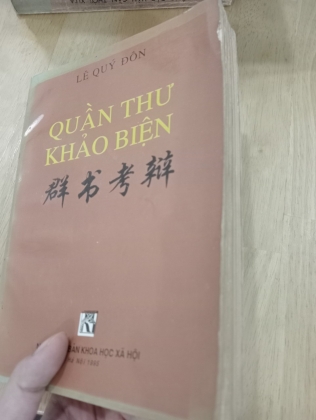 LÊ QUÝ ĐÔN
QUẦN THƯ
KHẢO BIỆN
群书考辩
KHOA HỌC XÃ HỘI